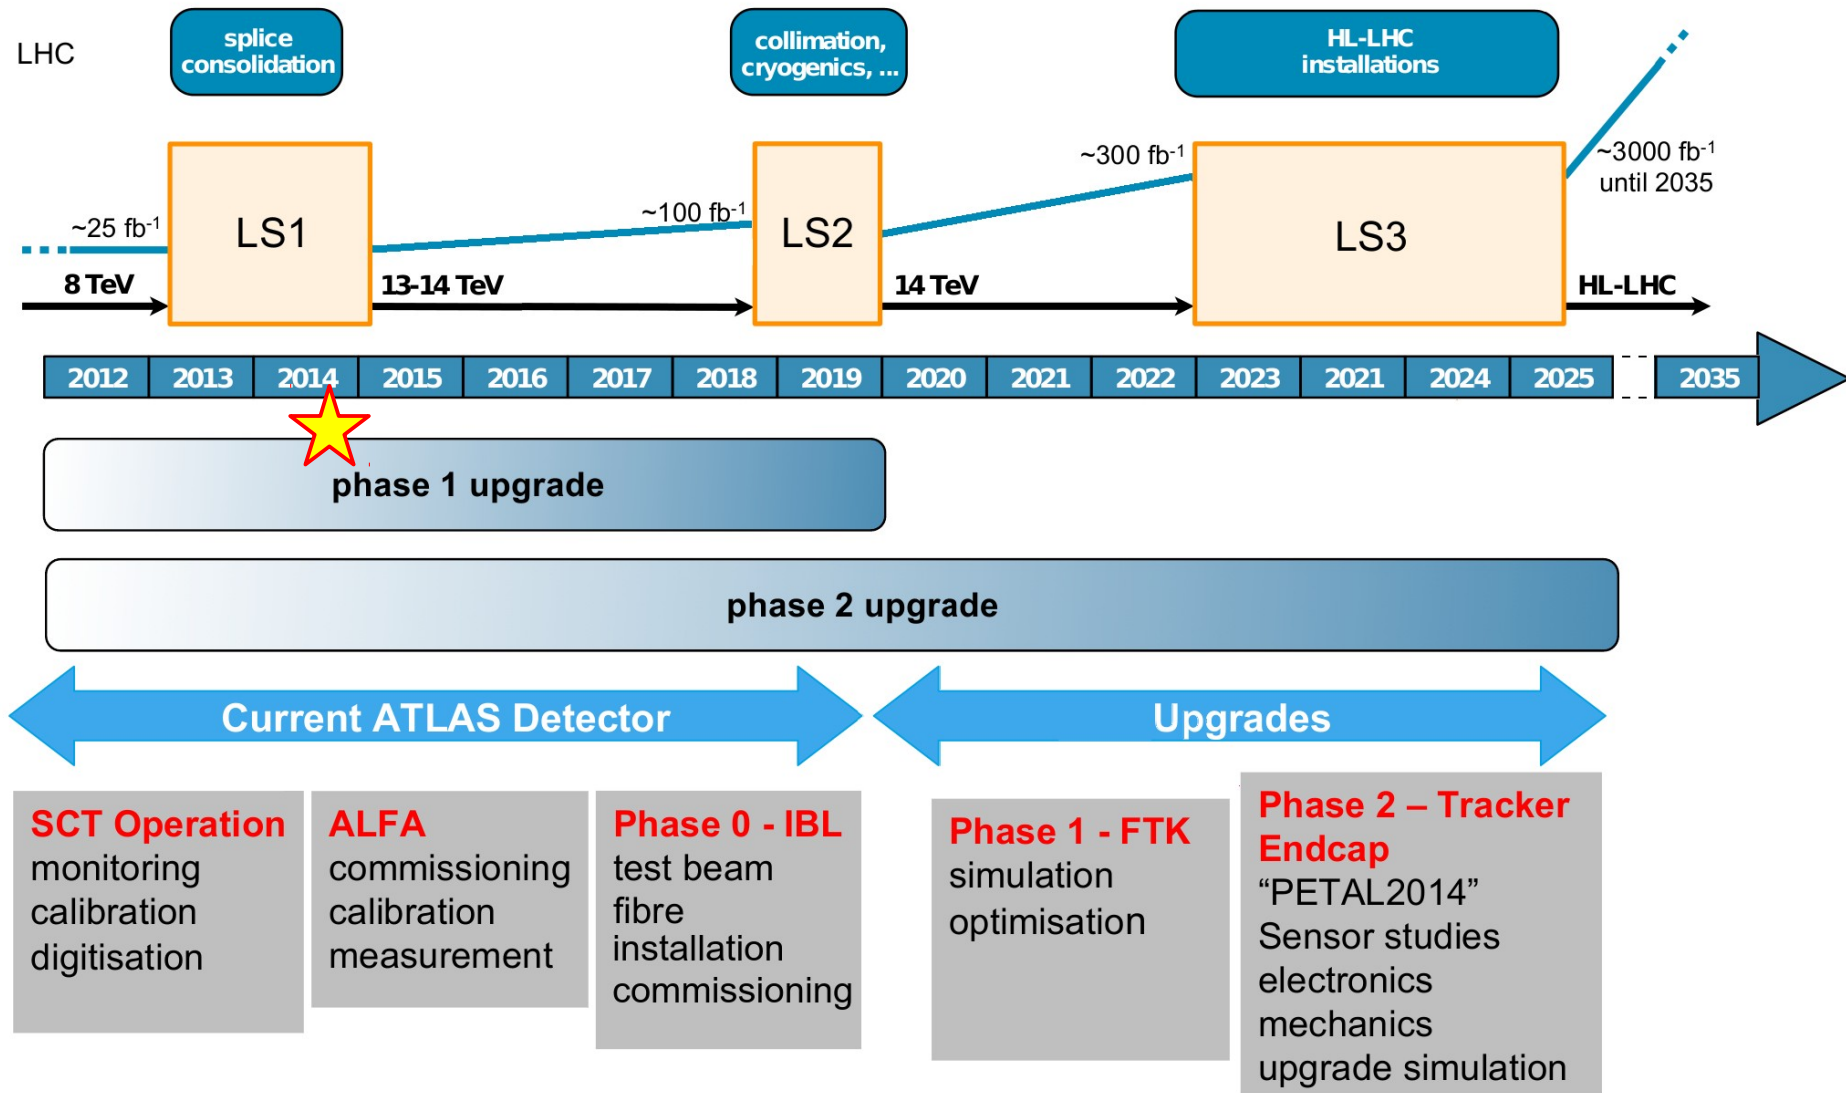 LHC
splice
consolidation
collimation,
cryogenics, ...
HL-LHC
installations
~25 fb-1
LS1
~100 fb-1
LS2
~300 fb-1
LS3
~3000 fb-1
until 2035
8 TeV
13-14 TeV
14 TeV
HL-LHC
2012 2013 2014 2015 2016 2017 2018 2019 2020 2021 2022 2023 2021 2024 2025 2035
phase 1 upgrade
phase 2 upgrade
Current ATLAS Detector
Upgrades
SCT Operation
monitoring
calibration
digitisation
ALFA
commissioning
calibration
measurement
Phase 0 - IBL
test beam
fibre
installation
commissioning
Phase 1 - FTK
simulation
optimisation
Phase 2 – Tracker
Endcap
“PETAL2014”
Sensor studies
electronics
mechanics
upgrade simulation